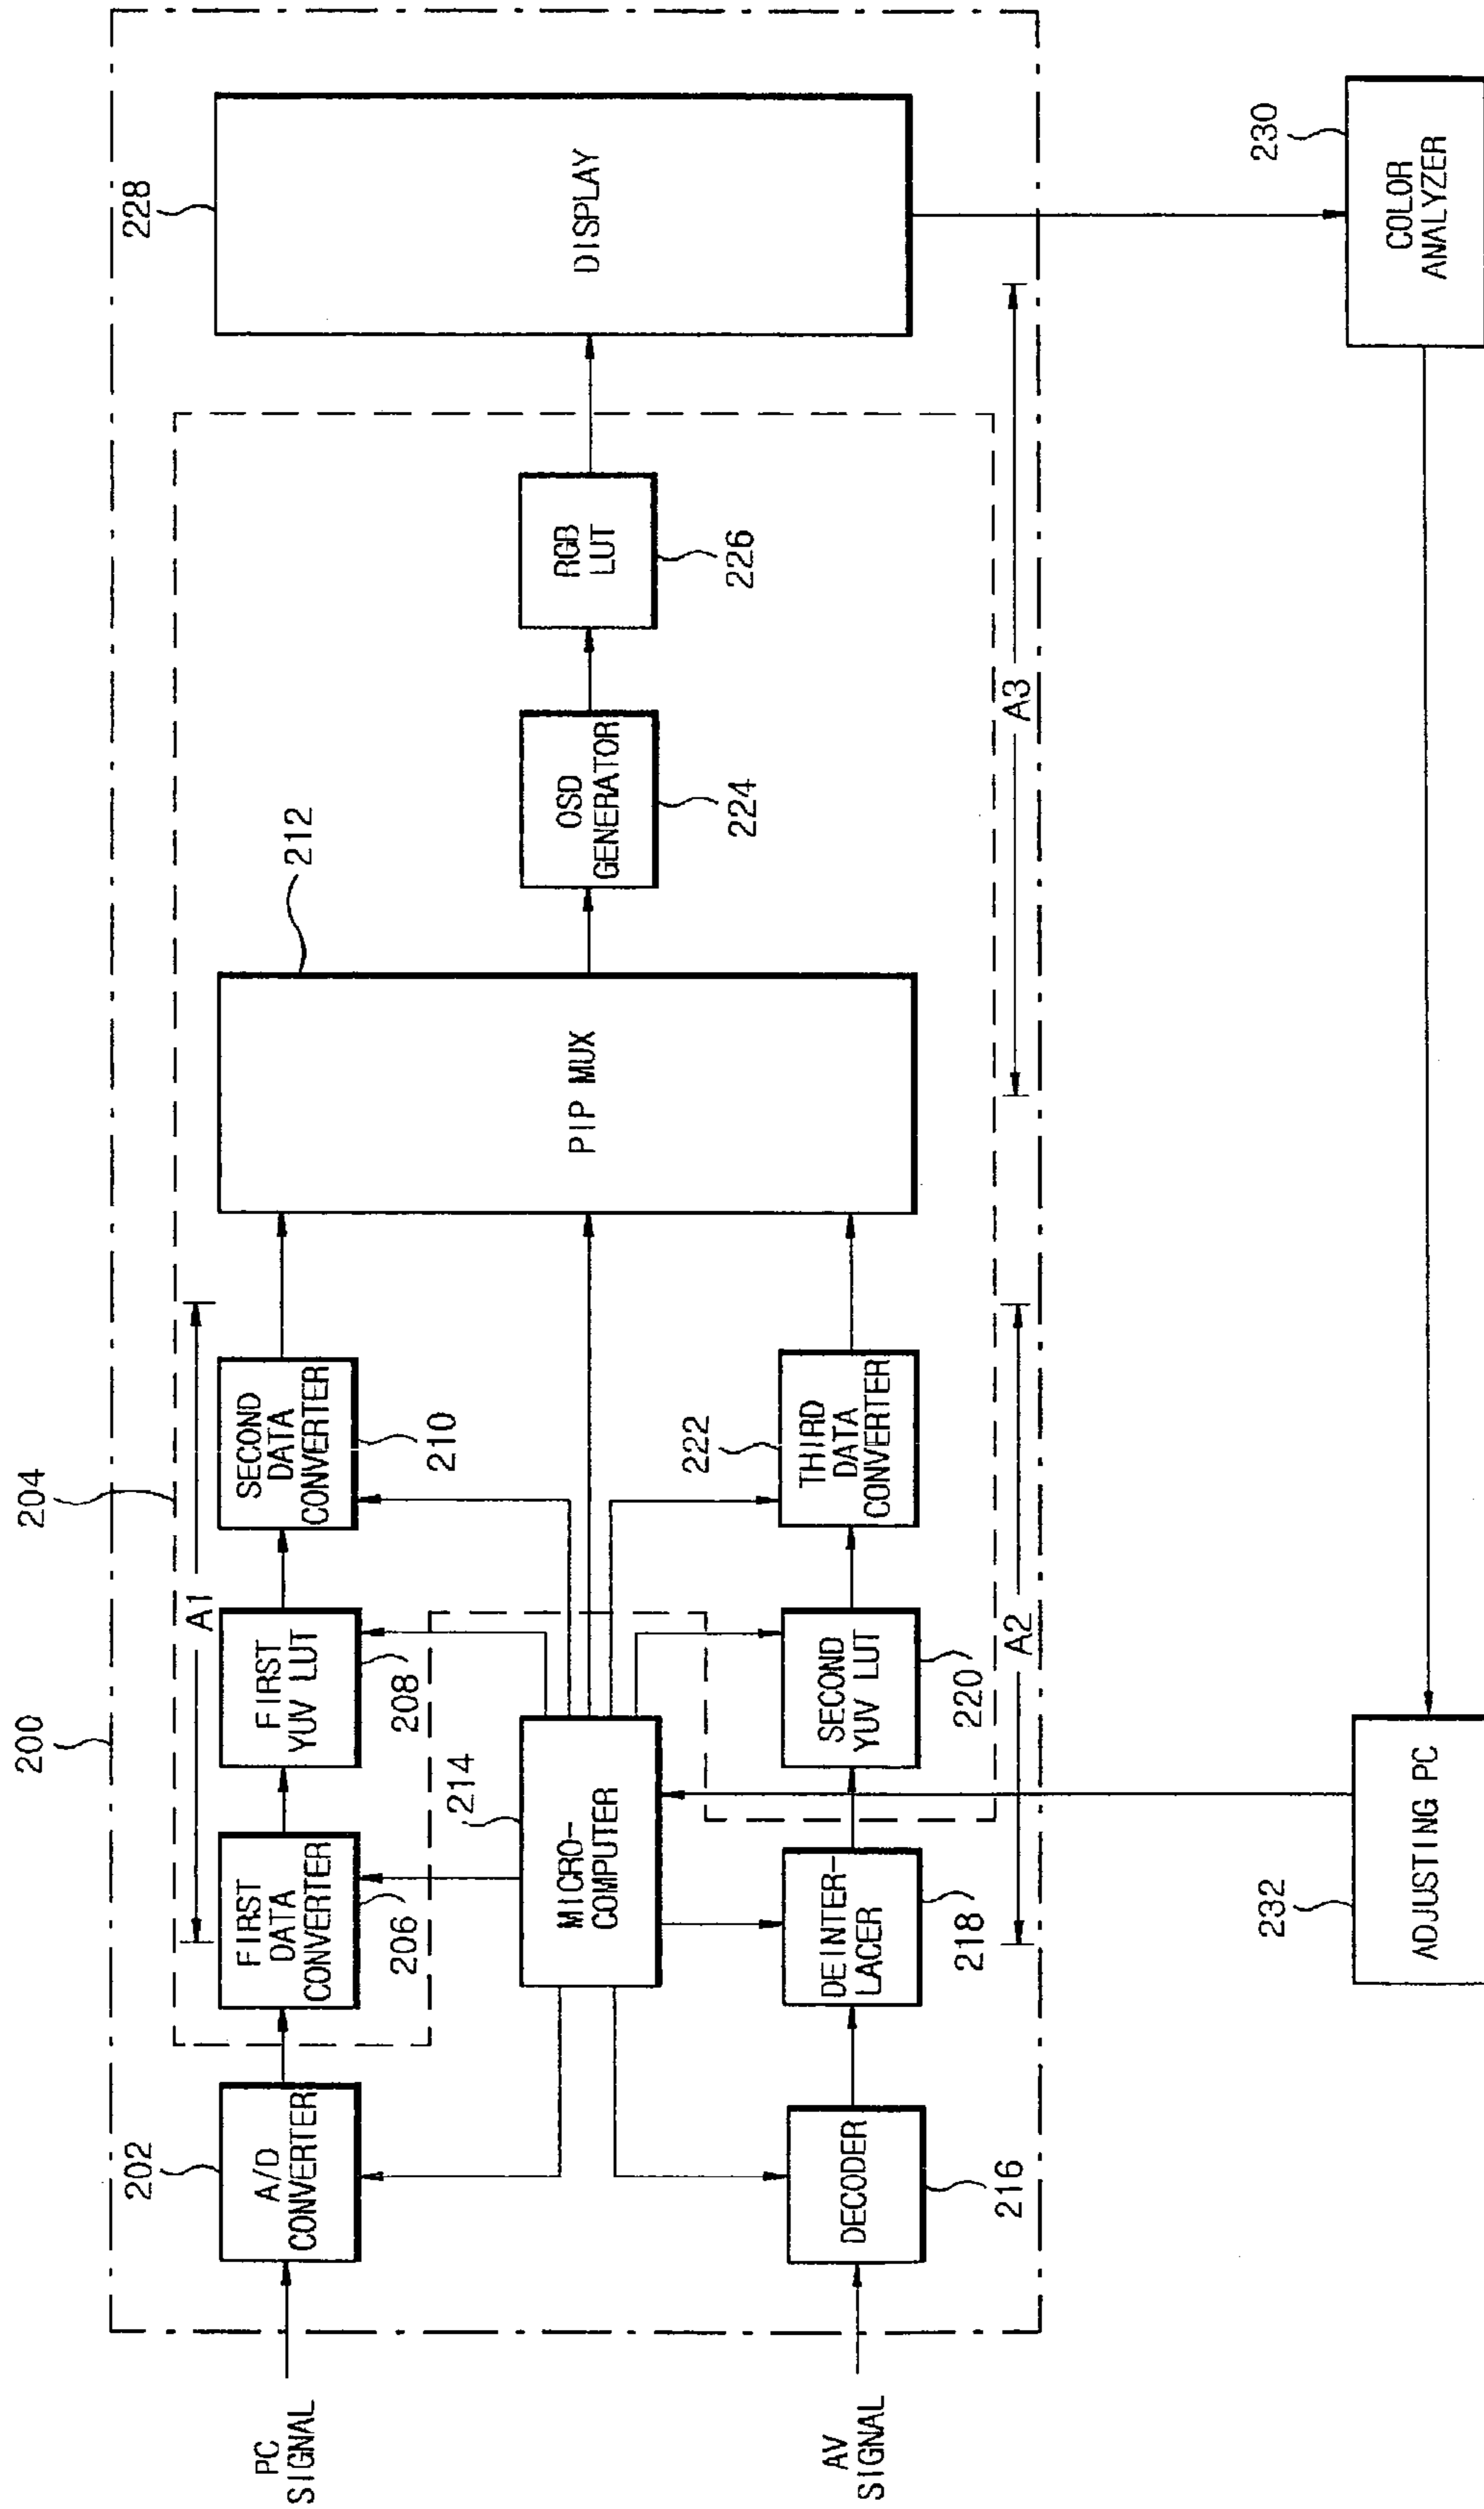 200
204
PC
SIGNAL
202
A/D
CONVERTER
A1
FIRST
DATA
CONVERTER
206
FIRST
YUV LUT
208
SECOND
DATA
CONVERTER
210
212
PIP MUX
214
MICRO-
COMPUTER
AV
SIGNAL
DECODER
216
DEINTER-
LACER
218
SECOND
YUV LUT
220
222
THIRD
DATA
CONVERTER
A2
OSD
GENERATOR
224
RGB
LUT
226
228
DISPLAY
A3
232
ADJUSTING PC
230
COLOR
ANALYZER